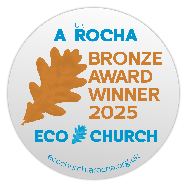 A ROCHA
BRONZE
AWARD
WINNER
2025
ECO CHURCH
ecochurch.arocha.org.uk